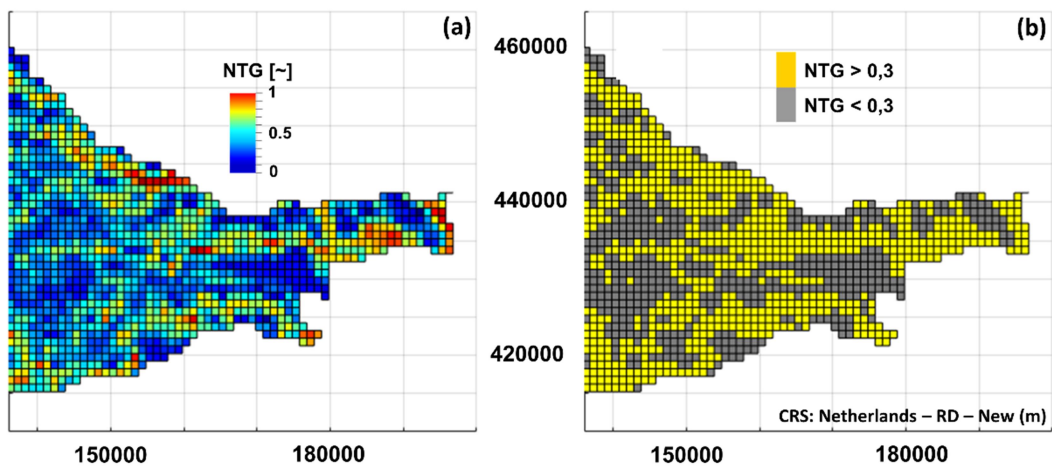 (a)
NTG [~]
1
0.5
0
150000
180000
460000
440000
420000
(b)
NTG > 0,3
NTG < 0,3
CRS: Netherlands – RD – New (m)
150000
180000